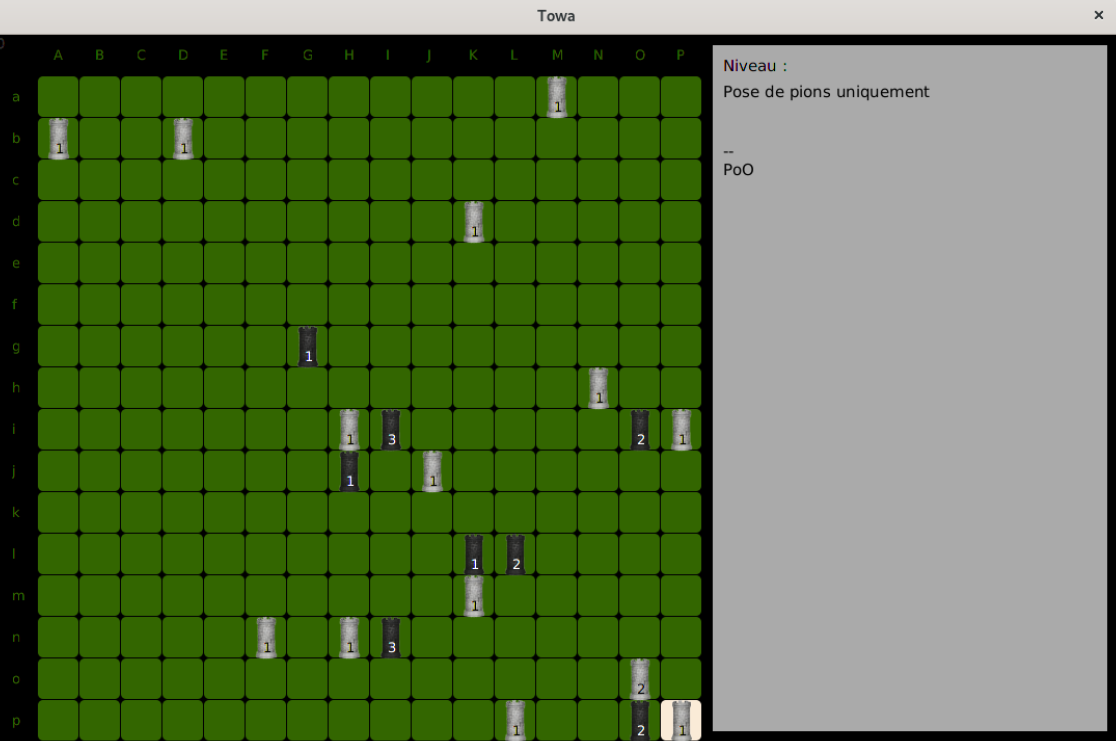 Towa
A B C D E F G H I J K L M N O P
Niveau :
Pose de pions uniquement
--
PoO
a 1
b 1 1
c
d 1
e
f
g 1
h 1
i 1 3 2 1
j 1 1
k
l 1 2
m 1
n 1 1 3
o 2
p 1 2 1